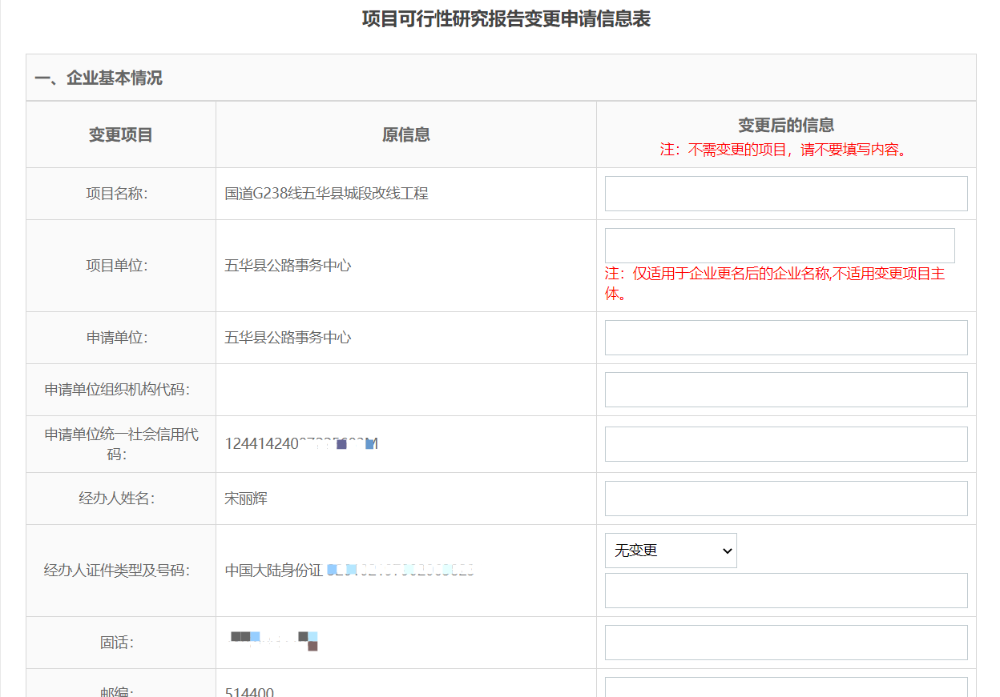 项目可行性研究报告变更申请信息表
一、企业基本情况
变更项目
原信息
变更后的信息
注：不需变更的项目，请不要填写内容。
项目名称：
国道G238线五华县城段改线工程
项目单位：
五华县公路事务中心
注：仅适用于企业更名后的企业名称,不适用变更项目主
体。
申请单位：
五华县公路事务中心
申请单位组织机构代码：
申请单位统一社会信用代
码：
经办人姓名：
宋丽辉
经办人证件类型及号码：
中国大陆身份证
无变更
固话：
邮编：
514400